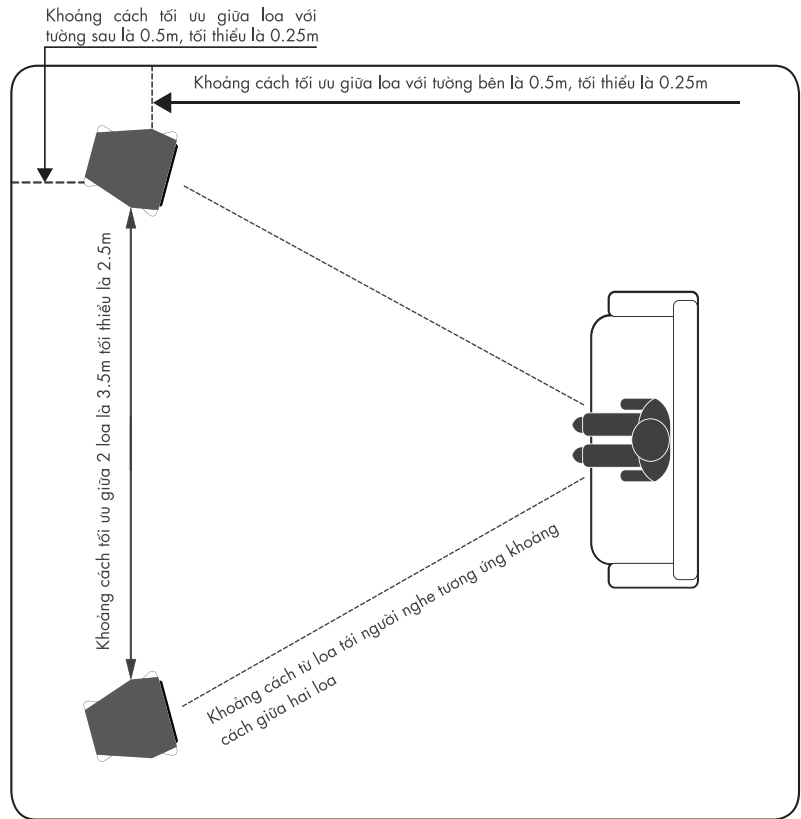 Khoảng cách tối ưu giữa loa với
tường sau là 0.5m, tối thiểu là 0.25m
Khoảng cách tối ưu giữa loa với tường bên là 0.5m, tối thiểu là 0.25m
Khoảng cách tối ưu giữa 2 loa là 3.5m tối thiểu là 2.5m
Khoảng cách từ loa tới người nghe tương ứng khoảng
cách giữa hai loa